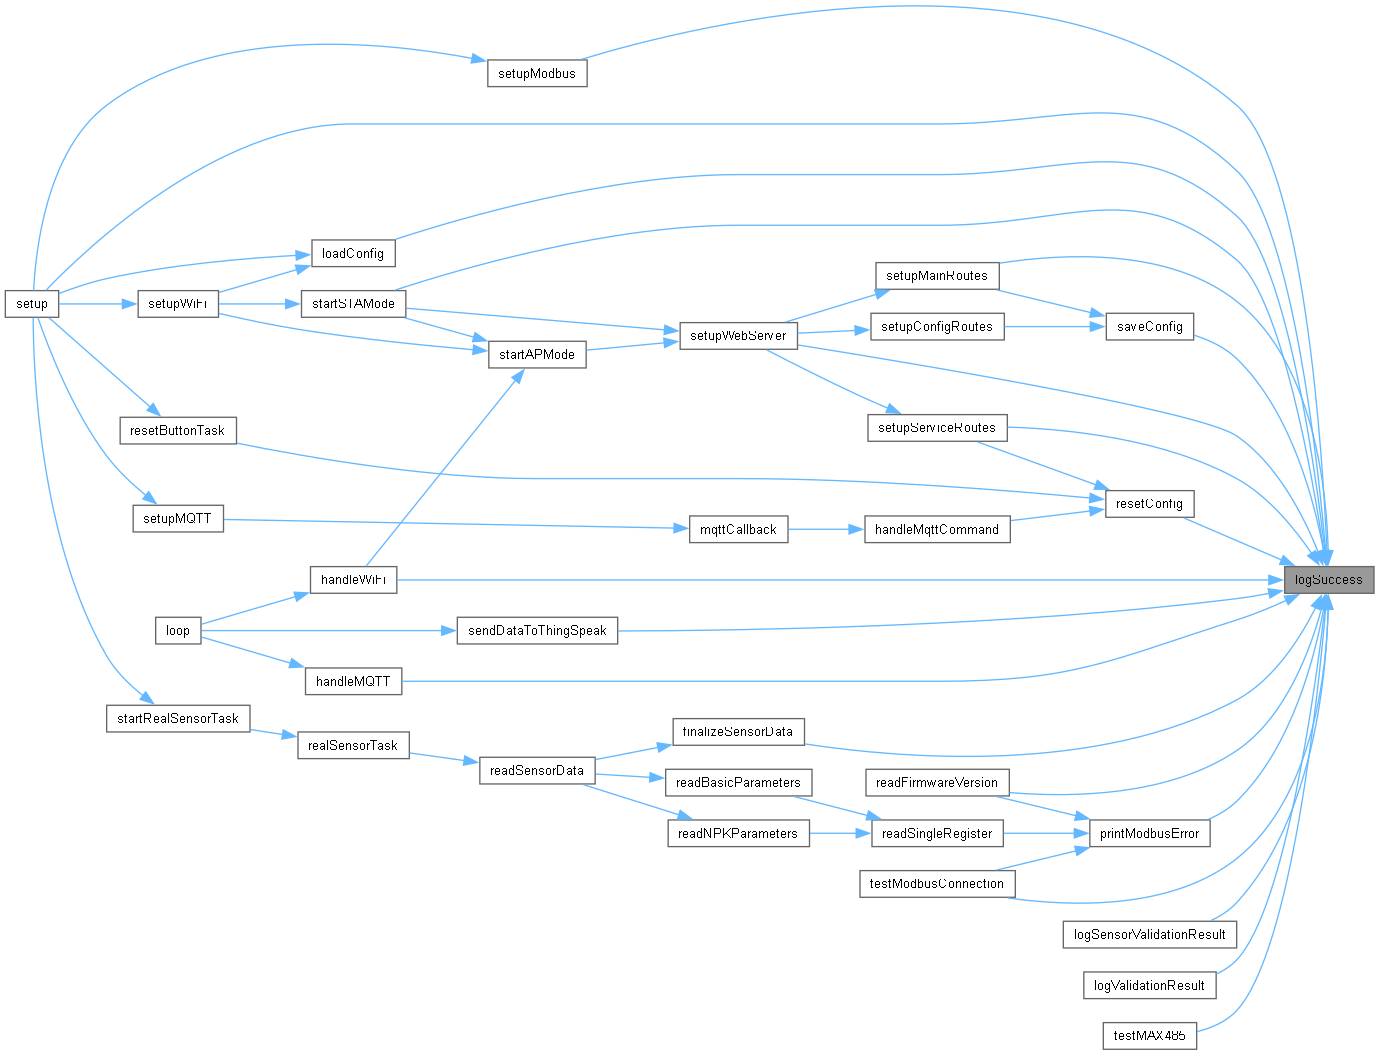 setupModbus
loadConfig
setupMainRoutes
setup
setupWiFi
startSTAMode
setupConfigRoutes
saveConfig
setupWebServer
startAPMode
resetButtonTask
setupServiceRoutes
resetConfig
setupMQTT
mqttCallback
handleMqttCommand
handleWiFi
logSuccess
loop
sendDataToThingSpeak
handleMQTT
startRealSensorTask
finalizeSensorData
realSensorTask
readSensorData
readBasicParameters
readFirmwareVersion
readNPKParameters
readSingleRegister
printModbusError
testModbusConnection
logSensorValidationResult
logValidationResult
testMAX485